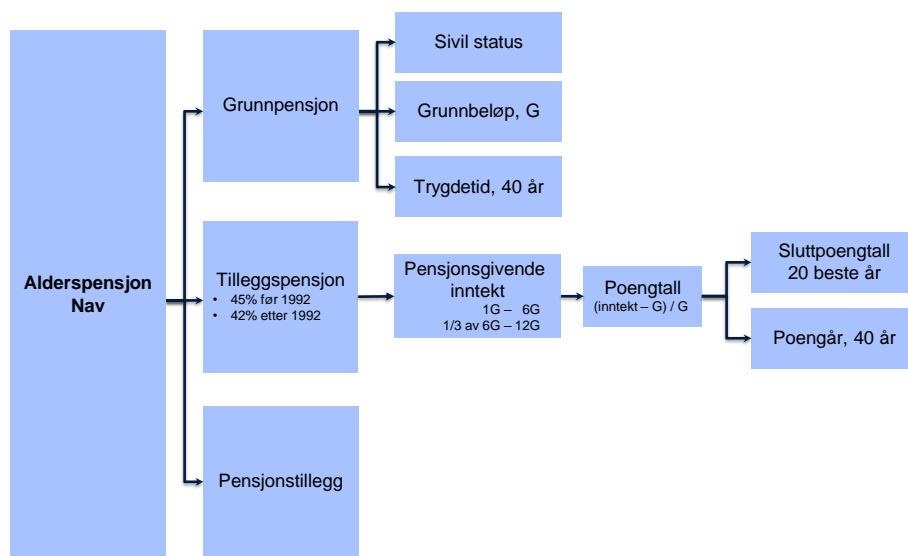 Alderspensjon
Nav
Grunnpensjon
Sivil status
Grunnbeløp, G
Trygdetid, 40 år
Tilleggspensjon
• 45% før 1992
• 42% etter 1992
Pensjonsgivende
inntekt
1G – 6G
1/3 av 6G – 12G
Poengtall
(inntekt – G) / G
Sluttpoengtall
20 beste år
Poengår, 40 år
Pensjonstillegg